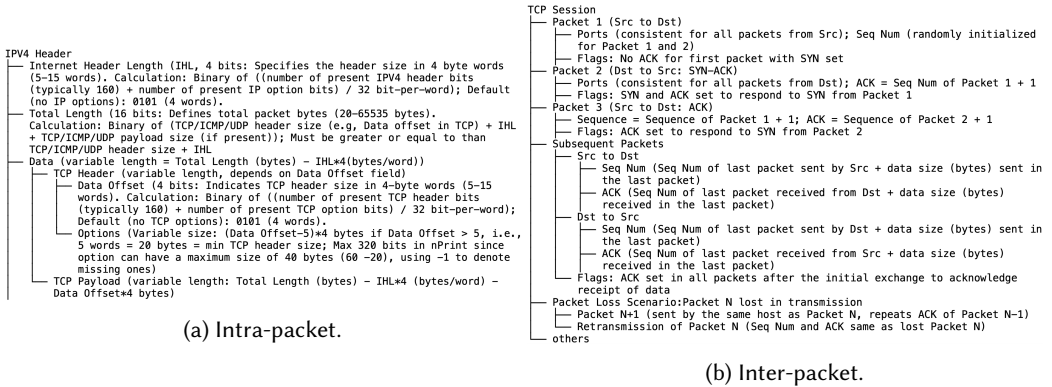 IPV4 Header
Internet Header Length (IHL, 4 bits: Specifies the header size in 4 byte words
(5-15 words). Calculation: Binary of ((number of present IPV4 header bits
(typically 160) + number of present IP option bits) / 32 bit-per-word); Default
(no IP options): 0101 (4 words).
Total Length (16 bits: Defines total packet bytes (20-65535 bytes).
Calculation: Binary of (TCP/ICMP/UDP header size (e.g, Data offset in TCP) + IHL
+ TCP/ICMP/UDP payload size (if present)); Must be greater or equal to than
TCP/ICMP/UDP header size + IHL
Data (variable length = Total Length (bytes) - IHL*4(bytes/word))
TCP Header (variable length, depends on Data Offset field)
Data Offset (4 bits: Indicates TCP header size in 4-byte words (5-15
words). Calculation: Binary of ((number of present TCP header bits
(typically 160) + number of present TCP option bits) / 32 bit-per-word);
Default (no TCP options): 0101 (4 words).
Options (Variable size: (Data Offset-5)*4 bytes if Data Offset > 5, i.e.,
5 words = 20 bytes = min TCP header size; Max 320 bits in nPrint since
option can have a maximum size of 40 bytes (60 -20), using -1 to denote
missing ones)
TCP Payload (variable length: Total Length (bytes) - IHL*4 (bytes/word) -
Data Offset*4 bytes)
(a) Intra-packet.
TCP Session
Packet 1 (Src to Dst)
Ports (consistent for all packets from Src); Seq Num (randomly initialized
for Packet 1 and 2)
Flags: No ACK for first packet with SYN set
Packet 2 (Dst to Src: SYN-ACK)
Ports (consistent for all packets from Dst); ACK = Seq Num of Packet 1 + 1
Flags: SYN and ACK set to respond to SYN from Packet 1
Packet 3 (Src to Dst: ACK)
Sequence = Sequence of Packet 1 + 1; ACK = Sequence of Packet 2 + 1
Flags: ACK set to respond to SYN from Packet 2
Subsequent Packets
Src to Dst
Seq Num (Seq Num of last packet sent by Src + data size (bytes) sent in
the last packet)
ACK (Seq Num of last packet received from Dst + data size (bytes)
received in the last packet)
Dst to Src
Seq Num (Seq Num of last packet sent by Dst + data size (bytes) sent in
the last packet)
ACK (Seq Num of last packet received from Src + data size (bytes)
received in the last packet)
Flags: ACK set in all packets after the initial exchange to acknowledge
receipt of data
Packet Loss Scenario:Packet N lost in transmission
Packet N+1 (sent by the same host as Packet N, repeats ACK of Packet N-1)
Retransmission of Packet N (Seq Num and ACK same as lost Packet N)
others
(b) Inter-packet.